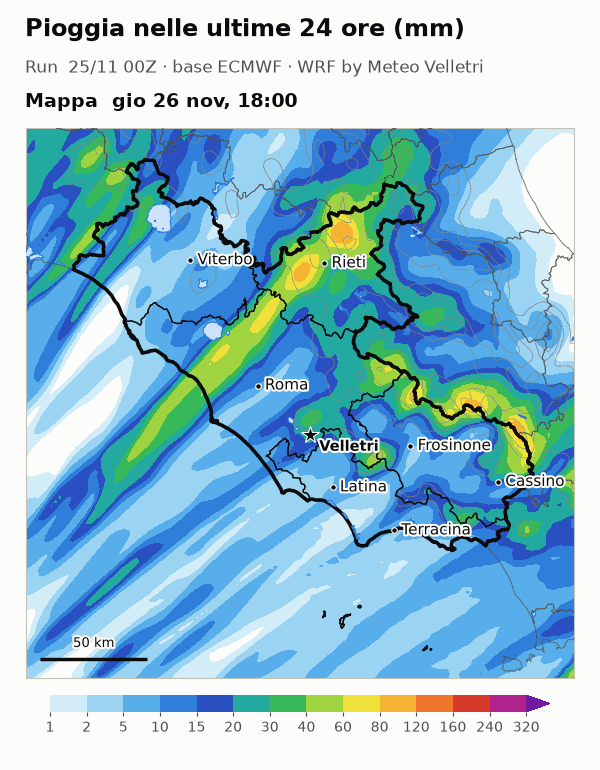 Pioggia nelle ultime 24 ore (mm)
Run  25/11 00Z · base ECMWF · WRF by Meteo Velletri
Mappa  gio 26 nov, 18:00
Viterbo
Rieti
Roma
Velletri
Frosinone
Latina
Cassino
Terracina
50 km
1 2 5 10 15 20 30 40 60 80 120 160 240 320